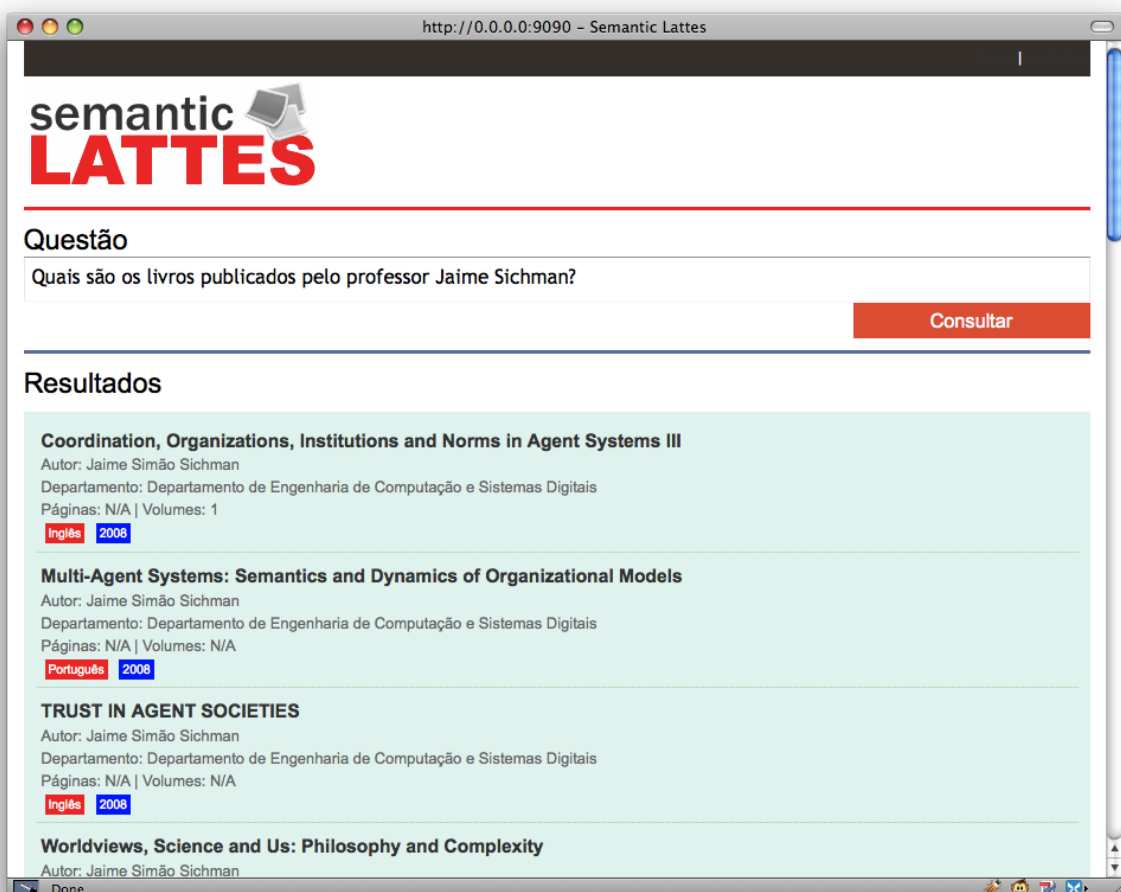 http://0.0.0.0:9090 – Semantic Lattes
|
semantic
LATTES
Questão
Quais são os livros publicados pelo professor Jaime Sichman?
Consultar
Resultados
Coordination, Organizations, Institutions and Norms in Agent Systems III
Autor: Jaime Simão Sichman
Departamento: Departamento de Engenharia de Computação e Sistemas Digitais
Páginas: N/A | Volumes: 1
Inglês 2008
Multi-Agent Systems: Semantics and Dynamics of Organizational Models
Autor: Jaime Simão Sichman
Departamento: Departamento de Engenharia de Computação e Sistemas Digitais
Páginas: N/A | Volumes: N/A
Português 2008
TRUST IN AGENT SOCIETIES
Autor: Jaime Simão Sichman
Departamento: Departamento de Engenharia de Computação e Sistemas Digitais
Páginas: N/A | Volumes: N/A
Inglês 2008
Worldviews, Science and Us: Philosophy and Complexity
Autor: Jaime Simão Sichman
Done